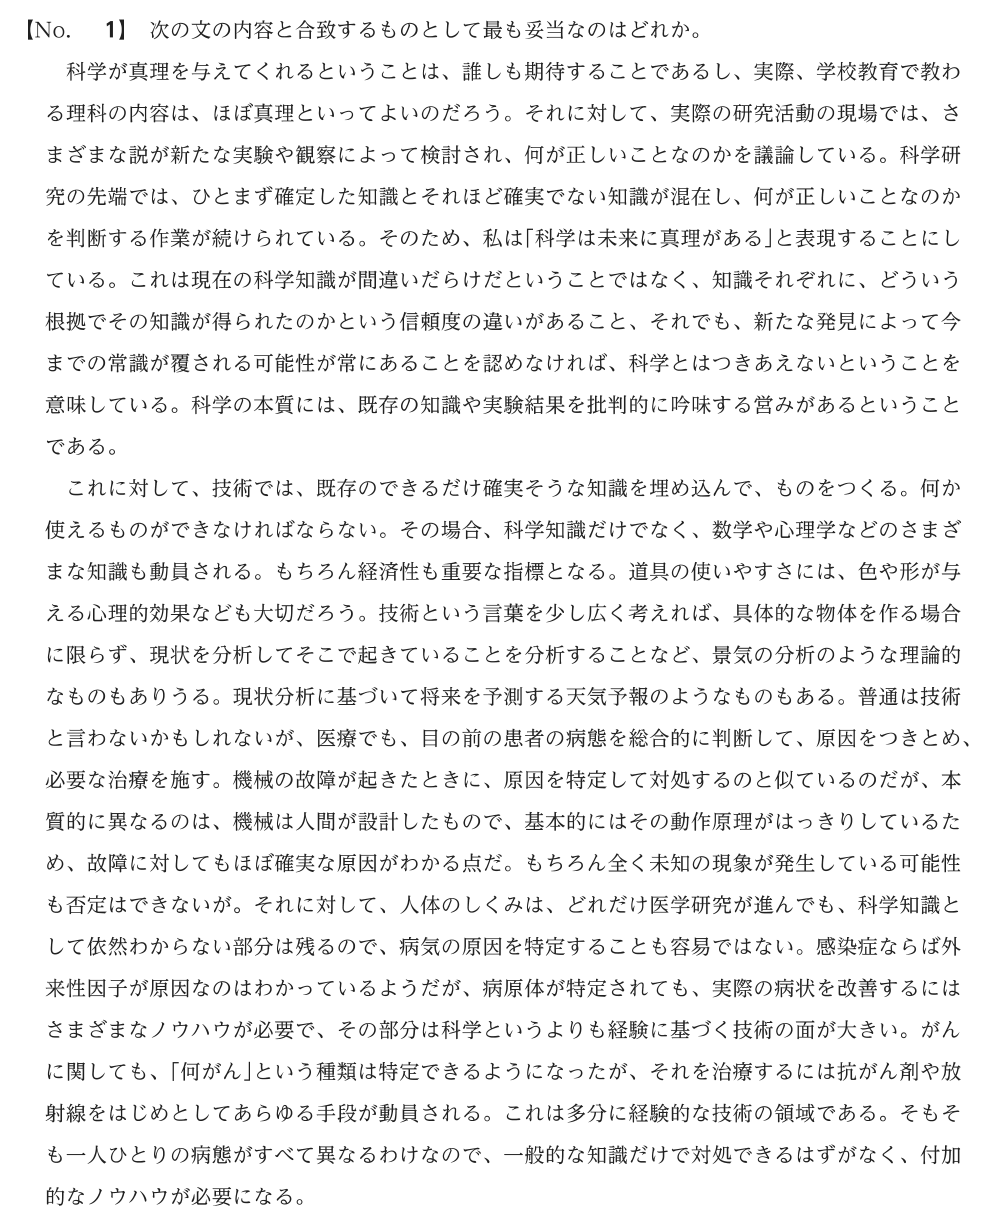 【No. 1】 次の文の内容と合致するものとして最も妥当なのはどれか。
科学が真理を与えてくれるということは、誰しも期待することであるし、実際、学校教育で教わ
る理科の内容は、ほぼ真理といってよいのだろう。それに対して、実際の研究活動の現場では、さ
まざまな説が新たな実験や観察によって検討され、何が正しいことなのかを議論している。科学研
究の先端では、ひとまず確定した知識とそれほど確実でない知識が混在し、何が正しいことなのか
を判断する作業が続けられている。そのため、私は「科学は未来に真理がある」と表現することにし
ている。これは現在の科学知識が間違いだらけだということではなく、知識それぞれに、どういう
根拠でその知識が得られたのかという信頼度の違いがあること、それでも、新たな発見によって今
までの常識が覆される可能性が常にあることを認めなければ、科学とはつきあえないということを
意味している。科学の本質には、既存の知識や実験結果を批判的に吟味する営みがあるということ
である。
これに対して、技術では、既存のできるだけ確実そうな知識を埋め込んで、ものをつくる。何か
使えるものができなければならない。その場合、科学知識だけでなく、数学や心理学などのさまざ
まな知識も動員される。もちろん経済性も重要な指標となる。道具の使いやすさには、色や形が与
える心理的効果なども大切だろう。技術という言葉を少し広く考えれば、具体的な物体を作る場合
に限らず、現状を分析してそこで起きていることを分析することなど、景気の分析のような理論的
なものもありうる。現状分析に基づいて将来を予測する天気予報のようなものもある。普通は技術
と言わないかもしれないが、医療でも、目の前の患者の病態を総合的に判断して、原因をつきとめ、
必要な治療を施す。機械の故障が起きたときに、原因を特定して対処するのと似ているのだが、本
質的に異なるのは、機械は人間が設計したもので、基本的にはその動作原理がはっきりしているた
め、故障に対してもほぼ確実な原因がわかる点だ。もちろん全く未知の現象が発生している可能性
も否定はできないが。それに対して、人体のしくみは、どれだけ医学研究が進んでも、科学知識と
して依然わからない部分は残るので、病気の原因を特定することも容易ではない。感染症ならば外
来性因子が原因なのはわかっているようだが、病原体が特定されても、実際の病状を改善するには
さまざまなノウハウが必要で、その部分は科学というよりも経験に基づく技術の面が大きい。がん
に関しても、「何がん」という種類は特定できるようになったが、それを治療するには抗がん剤や放
射線をはじめとしてあらゆる手段が動員される。これは多分に経験的な技術の領域である。そもそ
も一人ひとりの病態がすべて異なるわけなので、一般的な知識だけで対処できるはずがなく、付加
的なノウハウが必要になる。